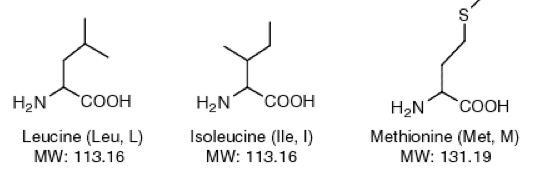 S
H2N COOH
H2N COOH
H2N COOH
Leucine (Leu, L)
MW: 113.16
Isoleucine (Ile, I)
MW: 113.16
Methionine (Met, M)
MW: 131.19